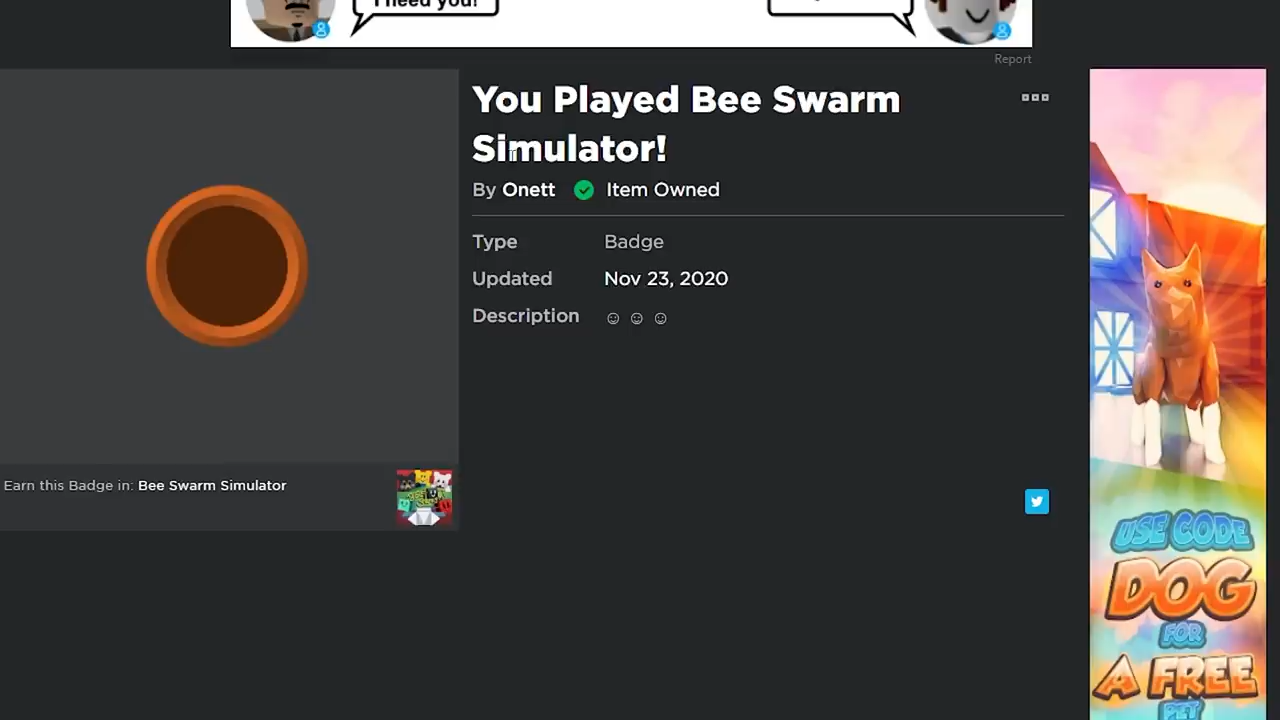 I need you!
Report
You Played Bee Swarm
Simulator!
By Onett Item Owned
Type Badge
Updated Nov 23, 2020
Description ☺ ☺ ☺
Earn this Badge in: Bee Swarm Simulator
USE CODE
DOG
FOR
A FREE
PET